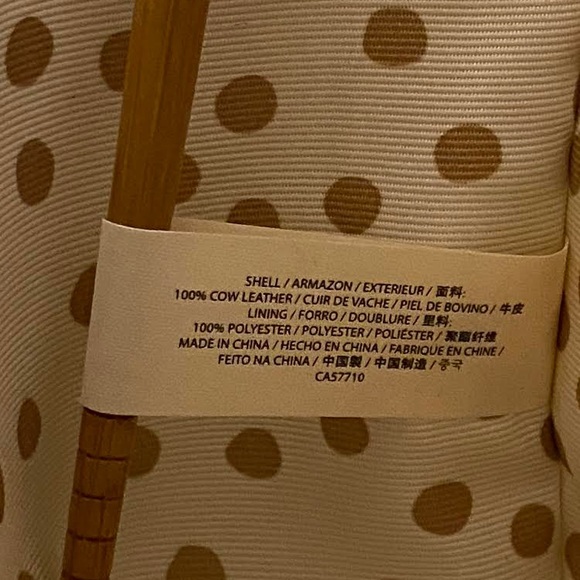 SHELL / ARMAZON / EXTERIEUR / 面料:
100% COW LEATHER / CUIR DE VACHE / PIEL DE BOVINO / 牛皮
LINING / FORRO / DOUBLURE / 里料:
100% POLYESTER / POLYESTER / POLIÉSTER / 聚酯纤维
MADE IN CHINA / HECHO EN CHINA / FABRIQUE EN CHINE /
FEITO NA CHINA / 中国製 / 中国制造 / 중국
CA57710